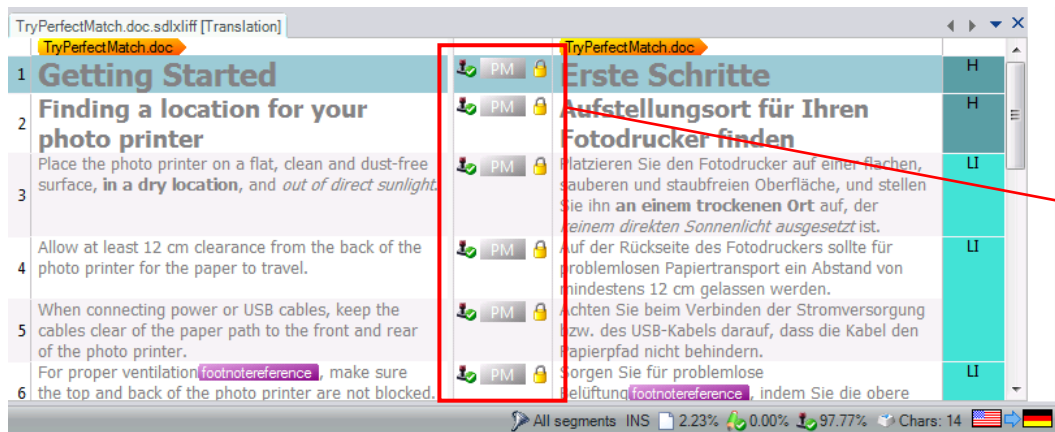 TryPerfectMatch.doc.sdlxliff [Translation]
TryPerfectMatch.doc
TryPerfectMatch.doc
1 Getting Started PM Erste Schritte H
2 Finding a location for your
photo printer
PM
Aufstellungsort für Ihren
Fotodrucker finden
H
3 Place the photo printer on a flat, clean and dust-free
surface, in a dry location, and out of direct sunlight.
PM
Platzieren Sie den Fotodrucker auf einer flachen,
sauberen und staubfreien Oberfläche, und stellen
Sie ihn an einem trockenen Ort auf, der
keinem direkten Sonnenlicht ausgesetzt ist.
LI
4 Allow at least 12 cm clearance from the back of the
photo printer for the paper to travel.
PM
Auf der Rückseite des Fotodruckers sollte für
problemlosen Papiertransport ein Abstand von
mindestens 12 cm gelassen werden.
LI
5 When connecting power or USB cables, keep the
cables clear of the paper path to the front and rear
of the photo printer.
PM
Achten Sie beim Verbinden der Stromversorgung
bzw. des USB-Kabels darauf, dass die Kabel den
Papierpfad nicht behindern.
LI
6 For proper ventilation footnotereference , make sure
the top and back of the photo printer are not blocked.
PM
Sorgen Sie für problemlose
Belüftung footnotereference , indem Sie die obere
LI
All segments INS 2.23% 0.00% 97.77% Chars: 14